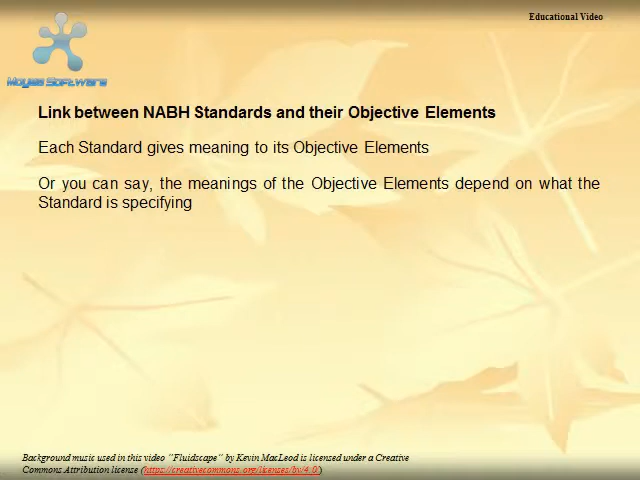 Educational Video
Moyae Software
Link between NABH Standards and their Objective Elements
Each Standard gives meaning to its Objective Elements
Or you can say, the meanings of the Objective Elements depend on what the
Standard is specifying
Background music used in this video "Fluidscape" by Kevin MacLeod is licensed under a Creative
Commons Attribution license (https://creativecommons.org/licenses/by/4.0/)